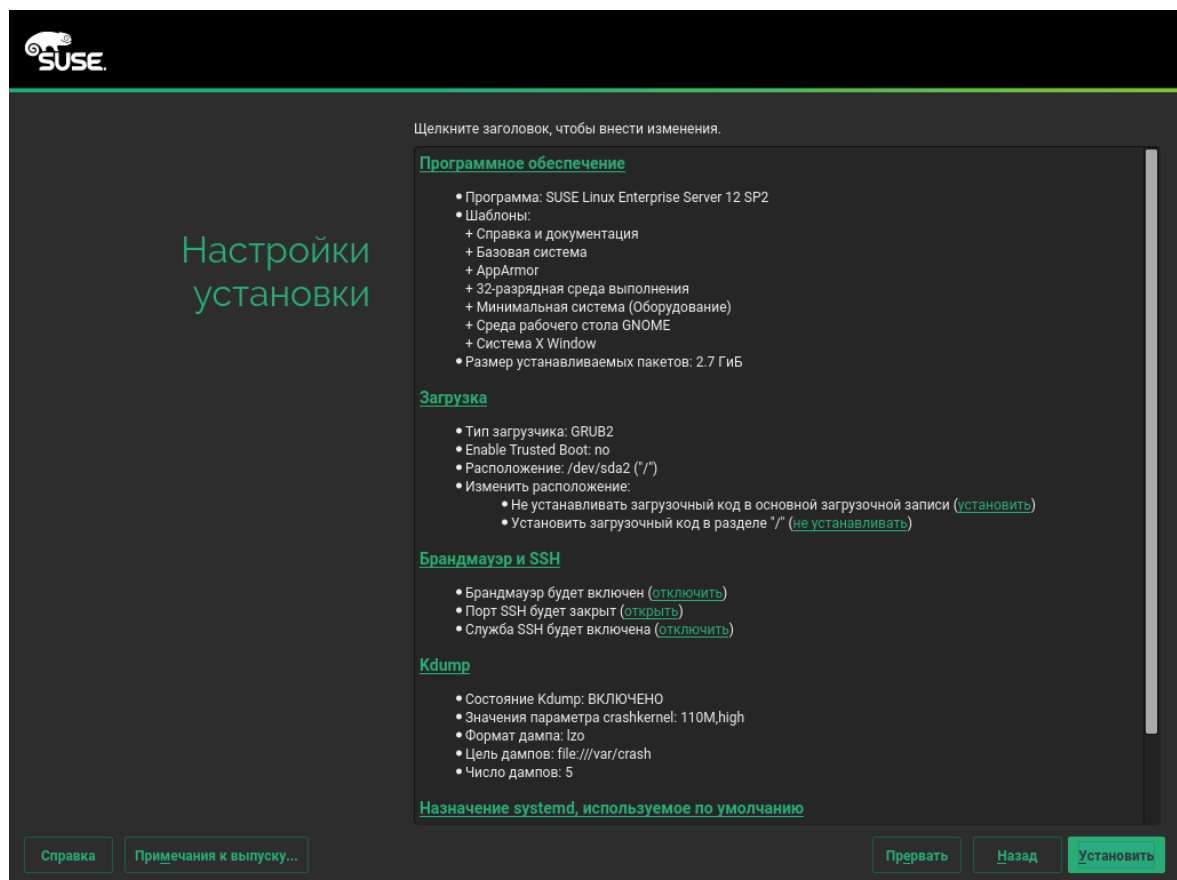 SUSE.
Щелкните заголовок, чтобы внести изменения.
Настройки
установки
Программное обеспечение
• Программа: SUSE Linux Enterprise Server 12 SP2
• Шаблоны:
+ Справка и документация
+ Базовая система
+ AppArmor
+ 32-разрядная среда выполнения
+ Минимальная система (Оборудование)
+ Среда рабочего стола GNOME
+ Система X Window
• Размер устанавливаемых пакетов: 2.7 ГиБ
Загрузка
• Тип загрузчика: GRUB2
• Enable Trusted Boot: no
• Расположение: /dev/sda2 ("/")
• Изменить расположение:
• Не устанавливать загрузочный код в основной загрузочной записи (установить)
• Установить загрузочный код в разделе "/" (не устанавливать)
Брандмауэр и SSH
• Брандмауэр будет включен (отключить)
• Порт SSH будет закрыт (открыть)
• Служба SSH будет включена (отключить)
Kdump
• Состояние Kdump: ВКЛЮЧЕНО
• Значения параметра crashkernel: 110M,high
• Формат дампа: lzo
• Цель дампов: file:///var/crash
• Число дампов: 5
Назначение systemd, используемое по умолчанию
Справка
Примечания к выпуску...
Прервать
Назад
Установить